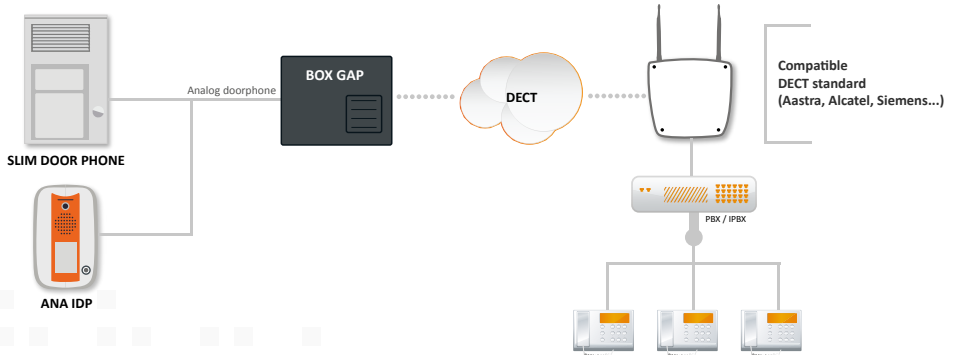 BOX GAP
Analog doorphone
DECT
Compatible
DECT standard
(Aastra, Alcatel, Siemens...)
SLIM DOOR PHONE
PBX / IPBX
ANA IDP